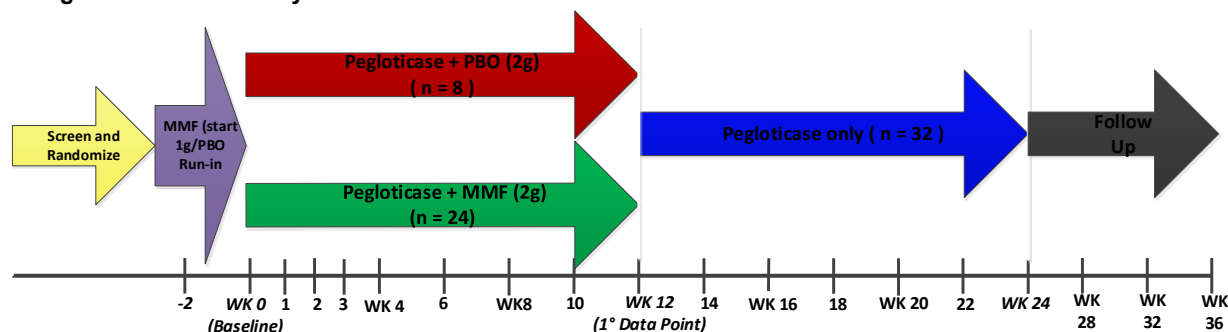 Screen and
Randomize
MMF (start
1g/PBO
Run-in
Pegloticase + PBO (2g)
( n = 8 )
Pegloticase + MMF (2g)
(n = 24)
Pegloticase only ( n = 32 )
Follow
Up
-2 WK 0 1 2 3 WK 4 6 WK8 10 WK 12 14 WK 16 18 WK 20 22 WK 24 WK WK WK
28 32 36
(Baseline) (1° Data Point)